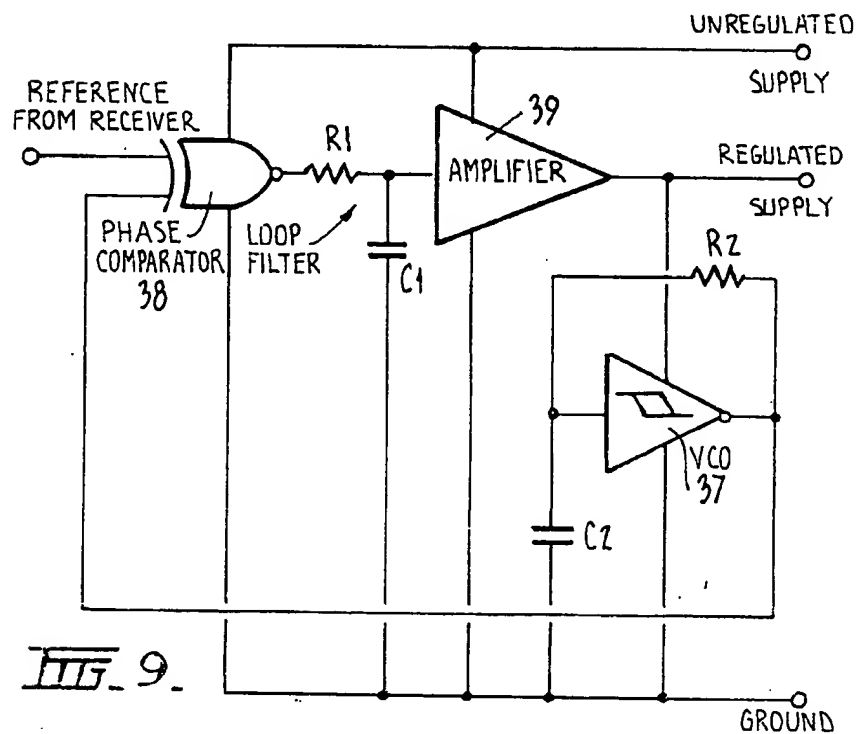 UNREGULATED
SUPPLY
REFERENCE
FROM RECEIVER
R1
39
AMPLIFIER
REGULATED
SUPPLY
PHASE
COMPARATOR
38
LOOP
FILTER
C1
R2
VCO
37
C2
FIG. 9.
GROUND